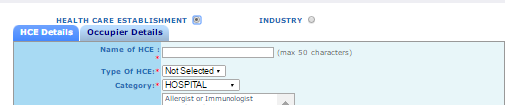 HEALTH CARE ESTABLISHMENT INDUSTRY
HCE Details Occupier Details
Name of HCE : * (max 50 characters)
Type Of HCE:* Not Selected
Category:* HOSPITAL
Allergist or Immunologist